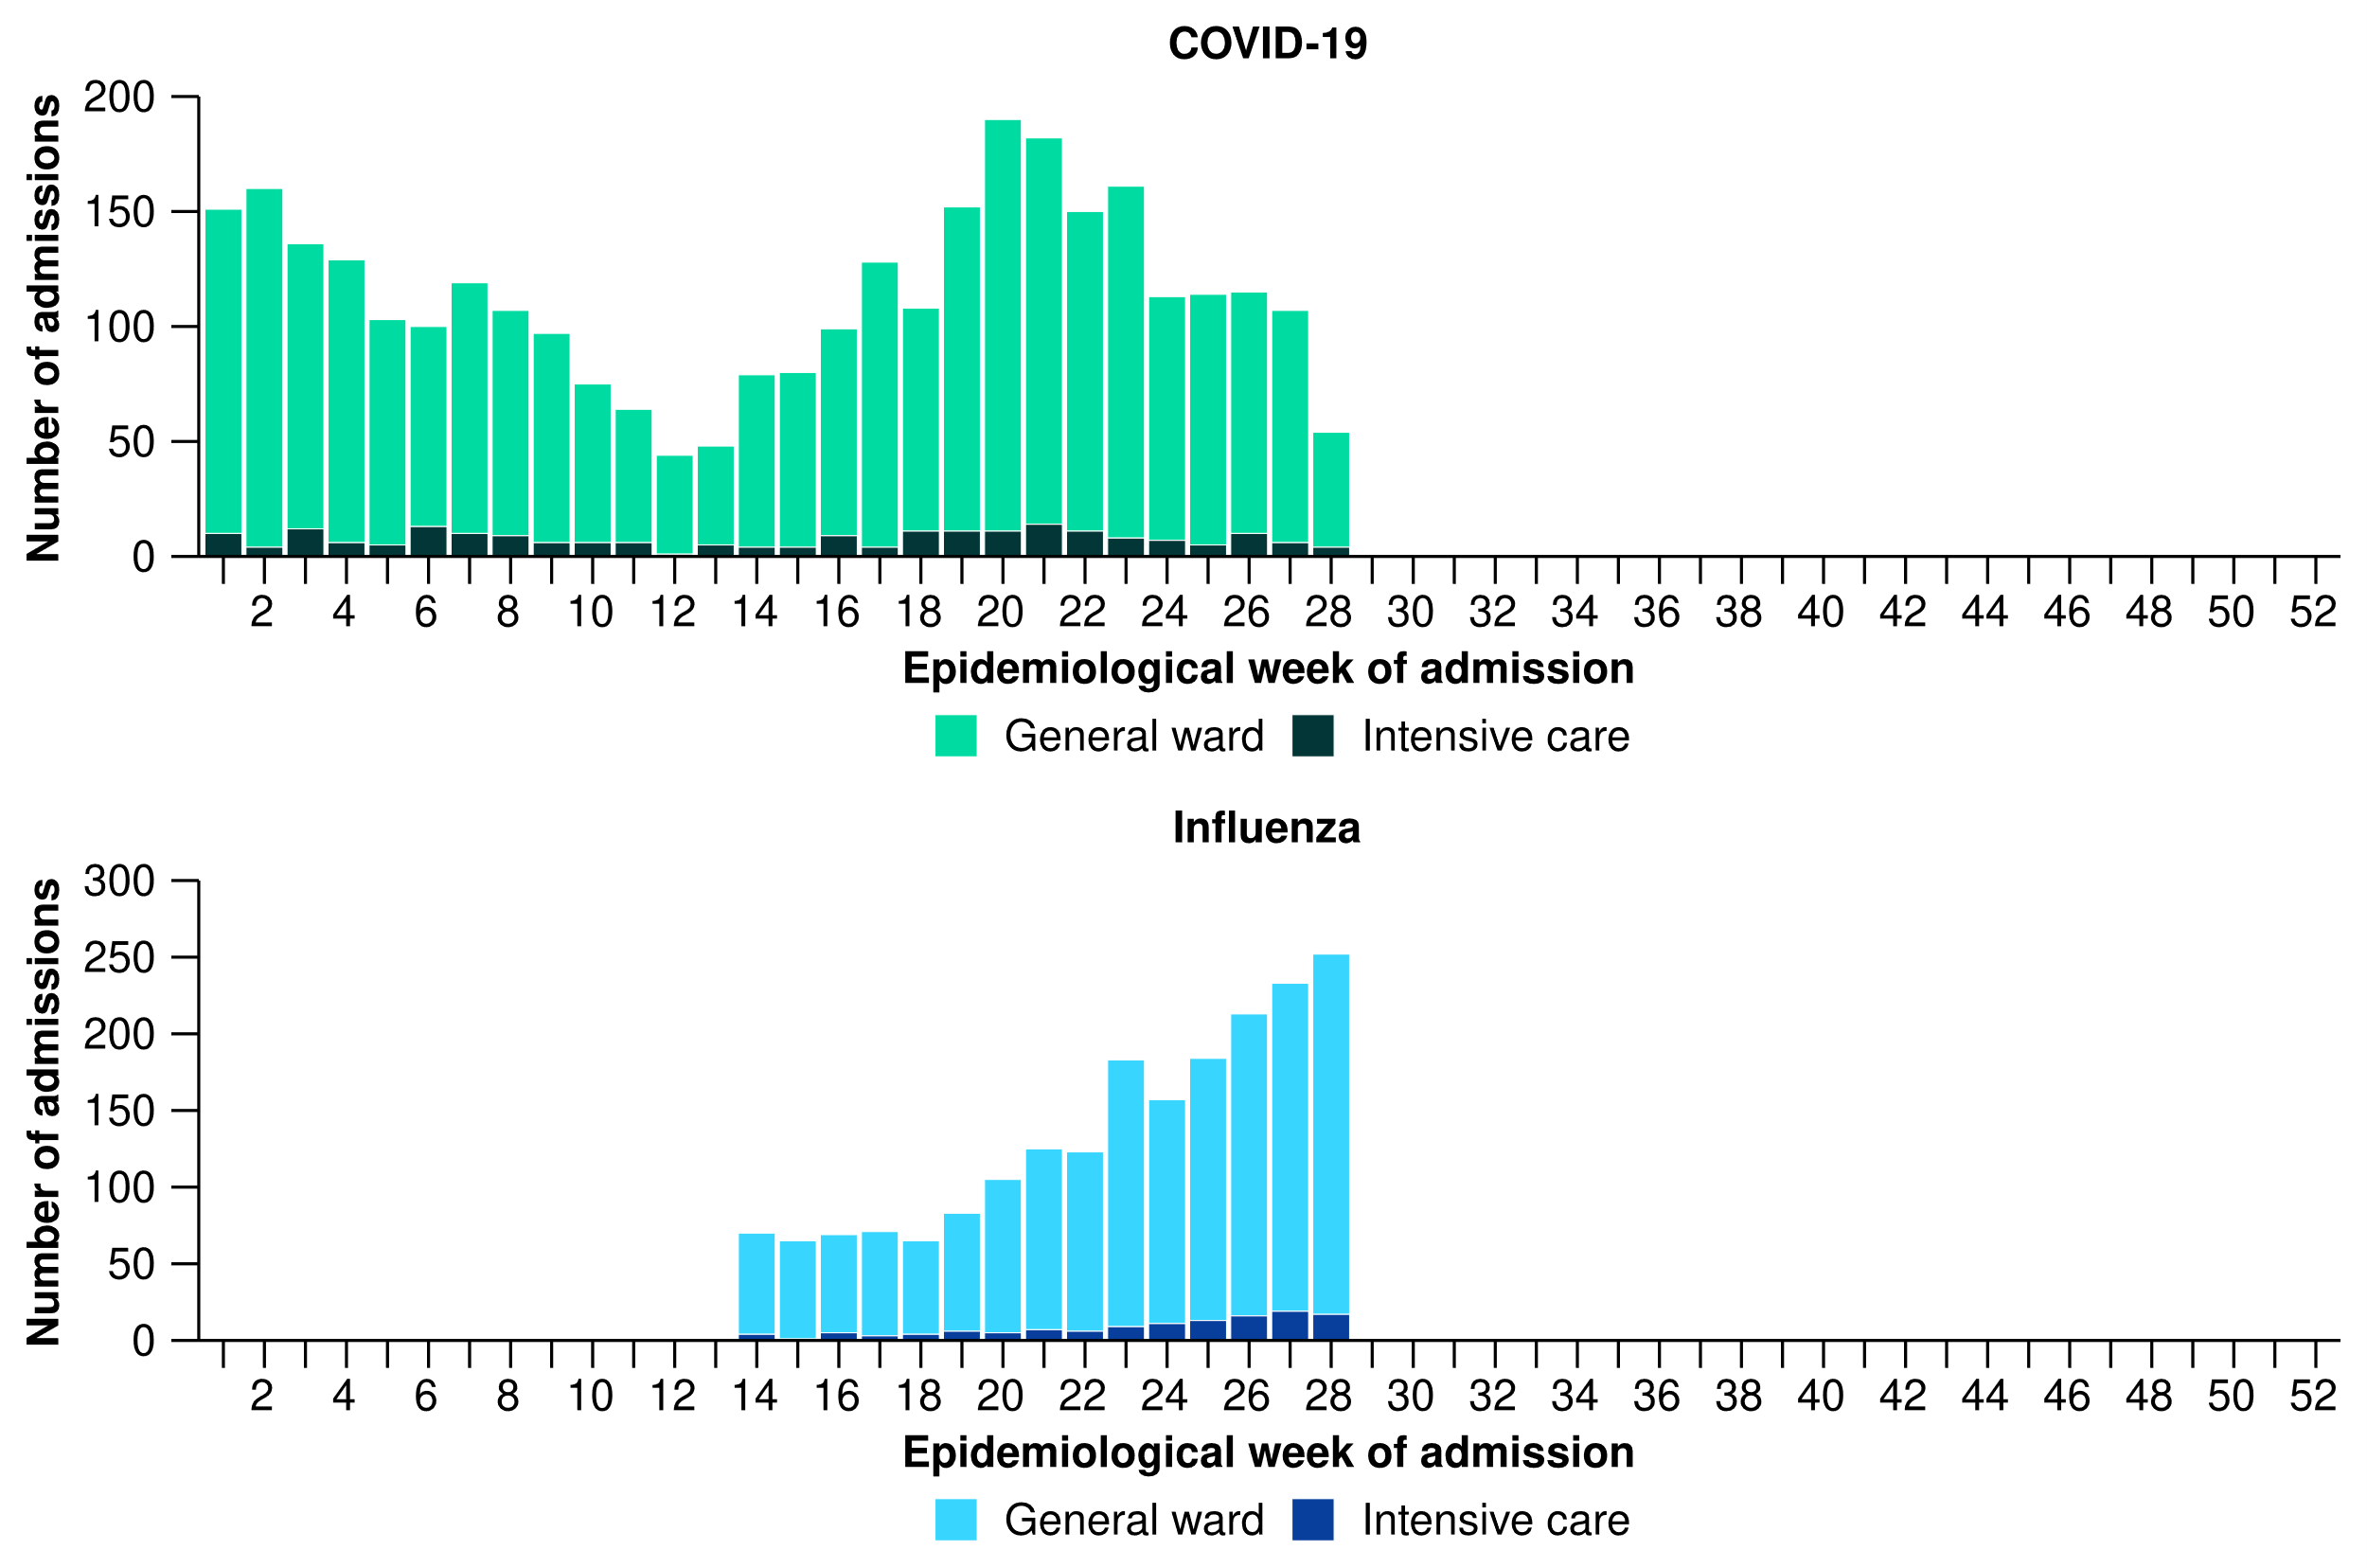 COVID-19
Number of admissions
200
150
100
50
0
2 4 6 8 10 12 14 16 18 20 22 24 26 28 30 32 34 36 38 40 42 44 46 48 50 52
Epidemiological week of admission
General ward Intensive care
Influenza
Number of admissions
300
250
200
150
100
50
0
2 4 6 8 10 12 14 16 18 20 22 24 26 28 30 32 34 36 38 40 42 44 46 48 50 52
Epidemiological week of admission
General ward Intensive care